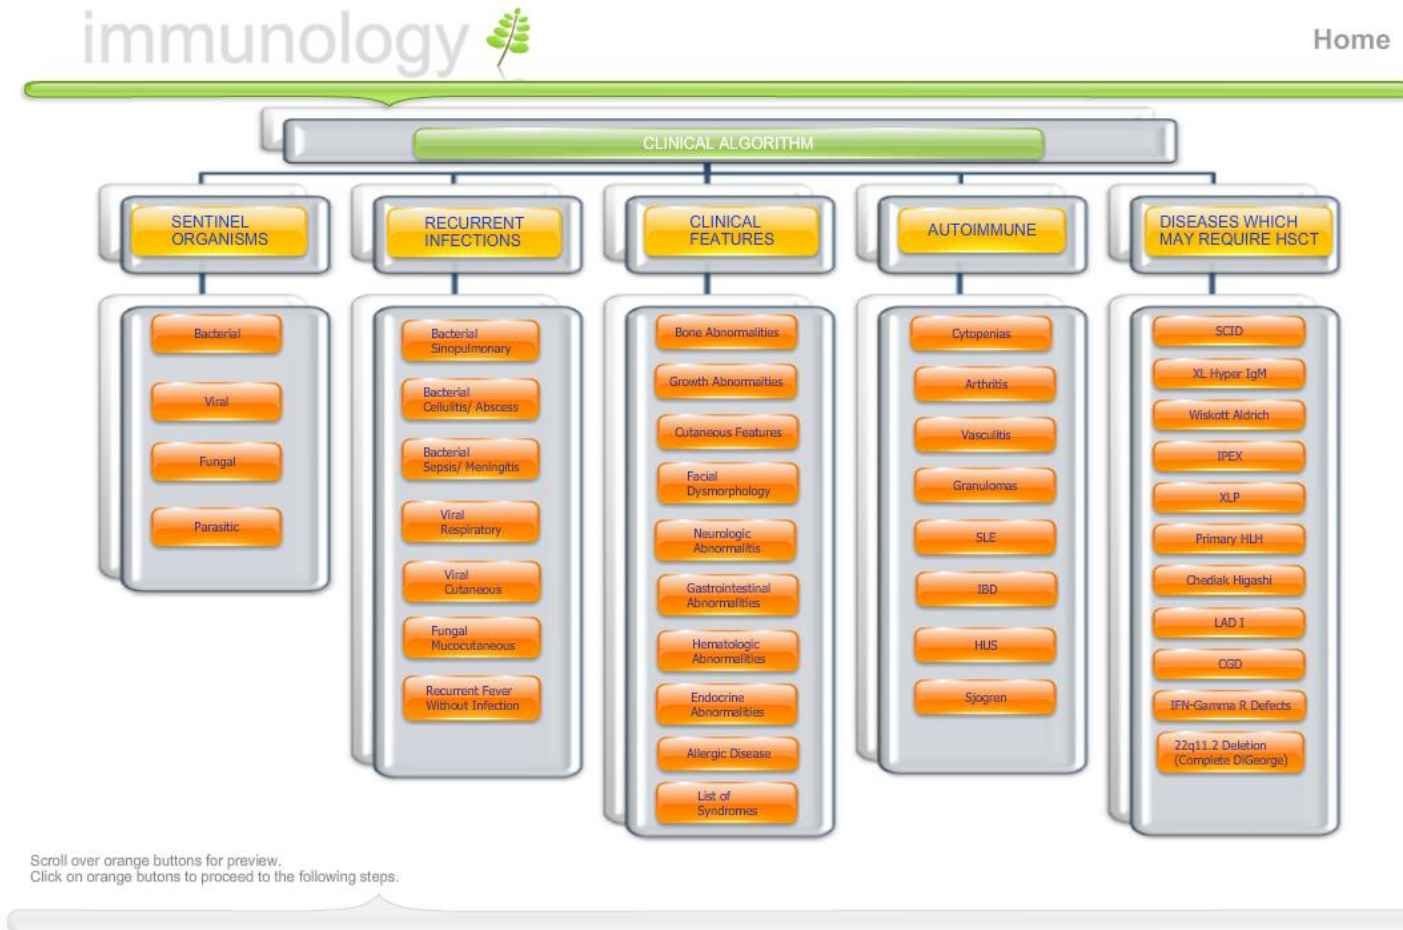 immunology
Home
CLINICAL ALGORITHM
SENTINEL
ORGANISMS
Bacterial
Viral
Fungal
Parasitic
RECURRENT
INFECTIONS
Bacterial
Sinopulmonary
Bacterial
Cellulitis/ Abscess
Bacterial
Sepsis/ Meningitis
Viral
Respiratory
Viral
Cutaneous
Fungal
Mucocutaneous
Recurrent Fever
Without Infection
CLINICAL
FEATURES
Bone Abnormalities
Growth Abnormaities
Cutaneous Features
Facial
Dysmorphology
Neurologic
Abnormalitis
Gastrointestinal
Abnormalities
Hematologic
Abnormalities
Endocrine
Abnormalities
Allergic Disease
List of
Syndromes
AUTOIMMUNE
Cytopenias
Arthritis
Vasculitis
Granulomas
SLE
IBD
HUS
Sjogren
DISEASES WHICH
MAY REQUIRE HSCT
SCID
XL Hyper IgM
Wiskott Aldrich
IPEX
XLP
Primary HLH
Chediak Higashi
LAD I
CGD
IFN-Gamma R Defects
22q11.2 Deletion
(Complete DiGeorge)
Scroll over orange buttons for preview.
Click on orange butons to proceed to the following steps.